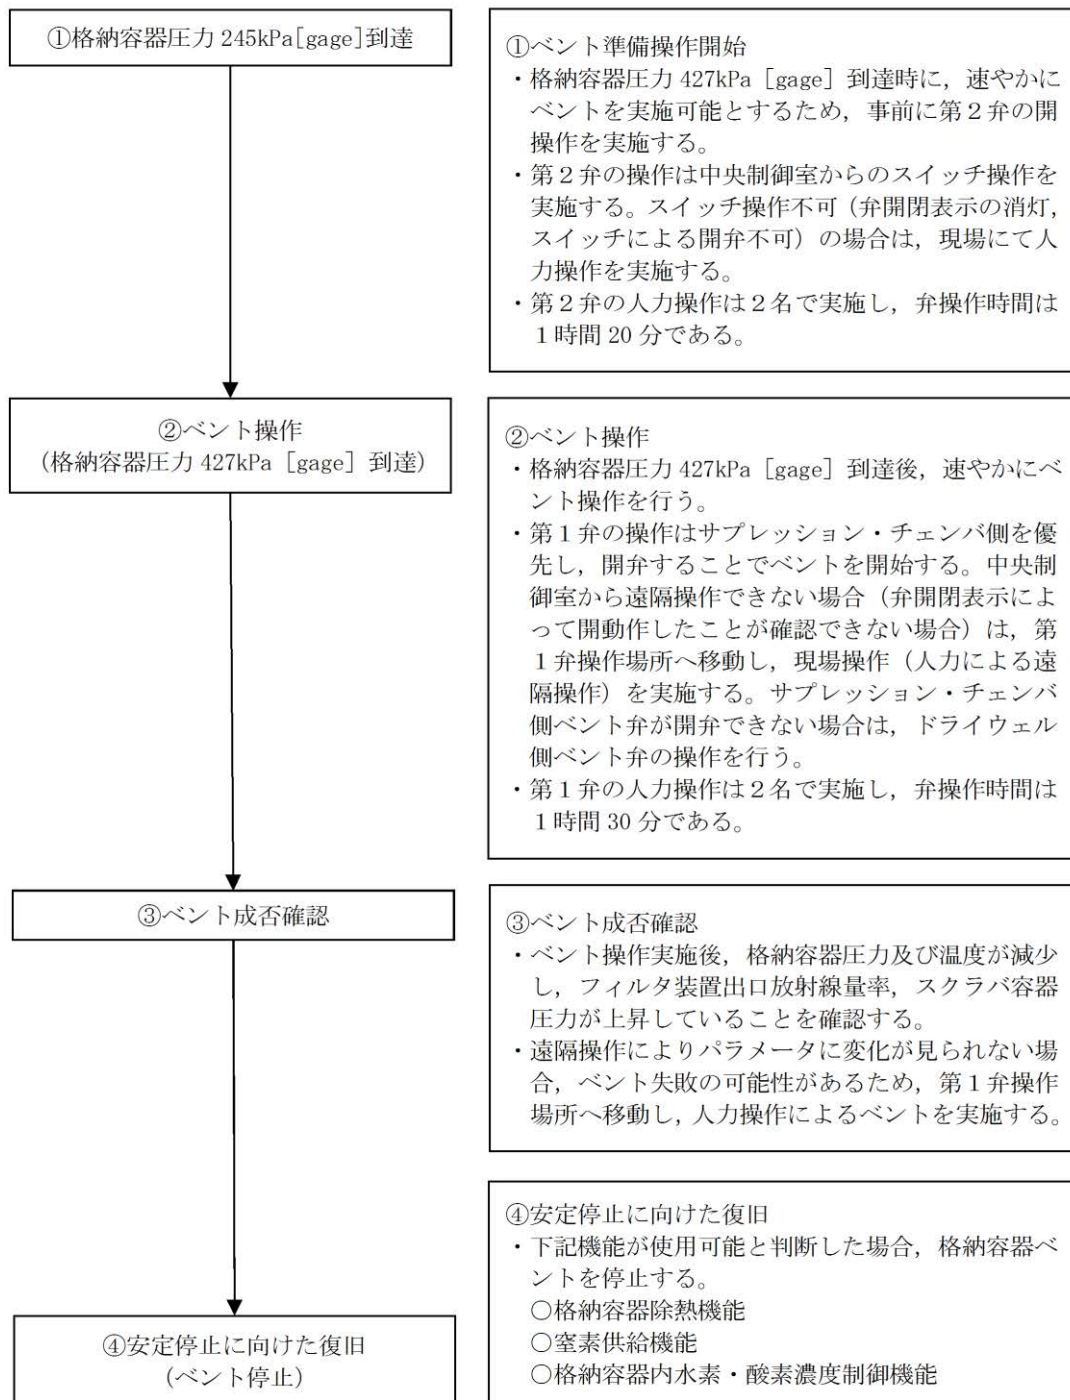 ①格納容器圧力 245kPa[gage]到達
①ベント準備操作開始
・格納容器圧力 427kPa［gage］到達時に，速やかに
ベントを実施可能とするため，事前に第２弁の開
操作を実施する。
・第２弁の操作は中央制御室からのスイッチ操作を
実施する。スイッチ操作不可（弁開閉表示の消灯，
スイッチによる開弁不可）の場合は，現場にて人
力操作を実施する。
・第２弁の人力操作は２名で実施し，弁操作時間は
１時間 20 分である。
②ベント操作
（格納容器圧力 427kPa［gage］到達）
②ベント操作
・格納容器圧力 427kPa［gage］到達後，速やかにベ
ント操作を行う。
・第１弁の操作はサプレッション・チェンバ側を優
先し，開弁することでベントを開始する。中央制
御室から遠隔操作できない場合（弁開閉表示によ
って開動作したことが確認できない場合）は，第
１弁操作場所へ移動し，現場操作（人力による遠
隔操作）を実施する。サプレッション・チェンバ
側ベント弁が開弁できない場合は，ドライウェル
側ベント弁の操作を行う。
・第１弁の人力操作は２名で実施し，弁操作時間は
１時間 30 分である。
③ベント成否確認
③ベント成否確認
・ベント操作実施後，格納容器圧力及び温度が減少
し，フィルタ装置出口放射線量率，スクラバ容器
圧力が上昇していることを確認する。
・遠隔操作によりパラメータに変化が見られない場
合，ベント失敗の可能性があるため，第１弁操作
場所へ移動し，人力操作によるベントを実施する。
④安定停止に向けた復旧
（ベント停止）
④安定停止に向けた復旧
・下記機能が使用可能と判断した場合，格納容器ベ
ントを停止する。
○格納容器除熱機能
○窒素供給機能
○格納容器内水素・酸素濃度制御機能